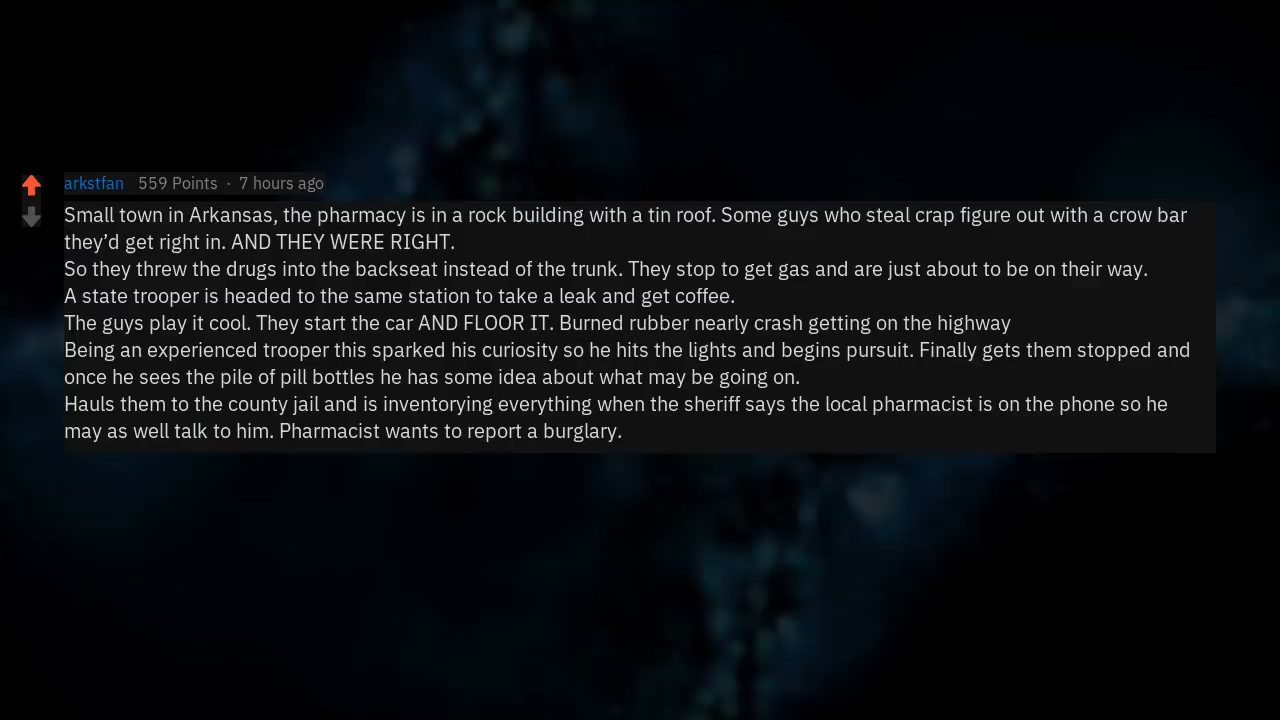 arkstfan 559 Points · 7 hours ago
Small town in Arkansas, the pharmacy is in a rock building with a tin roof. Some guys who steal crap figure out with a crow bar
they’d get right in. AND THEY WERE RIGHT.
So they threw the drugs into the backseat instead of the trunk. They stop to get gas and are just about to be on their way.
A state trooper is headed to the same station to take a leak and get coffee.
The guys play it cool. They start the car AND FLOOR IT. Burned rubber nearly crash getting on the highway
Being an experienced trooper this sparked his curiosity so he hits the lights and begins pursuit. Finally gets them stopped and
once he sees the pile of pill bottles he has some idea about what may be going on.
Hauls them to the county jail and is inventorying everything when the sheriff says the local pharmacist is on the phone so he
may as well talk to him. Pharmacist wants to report a burglary.